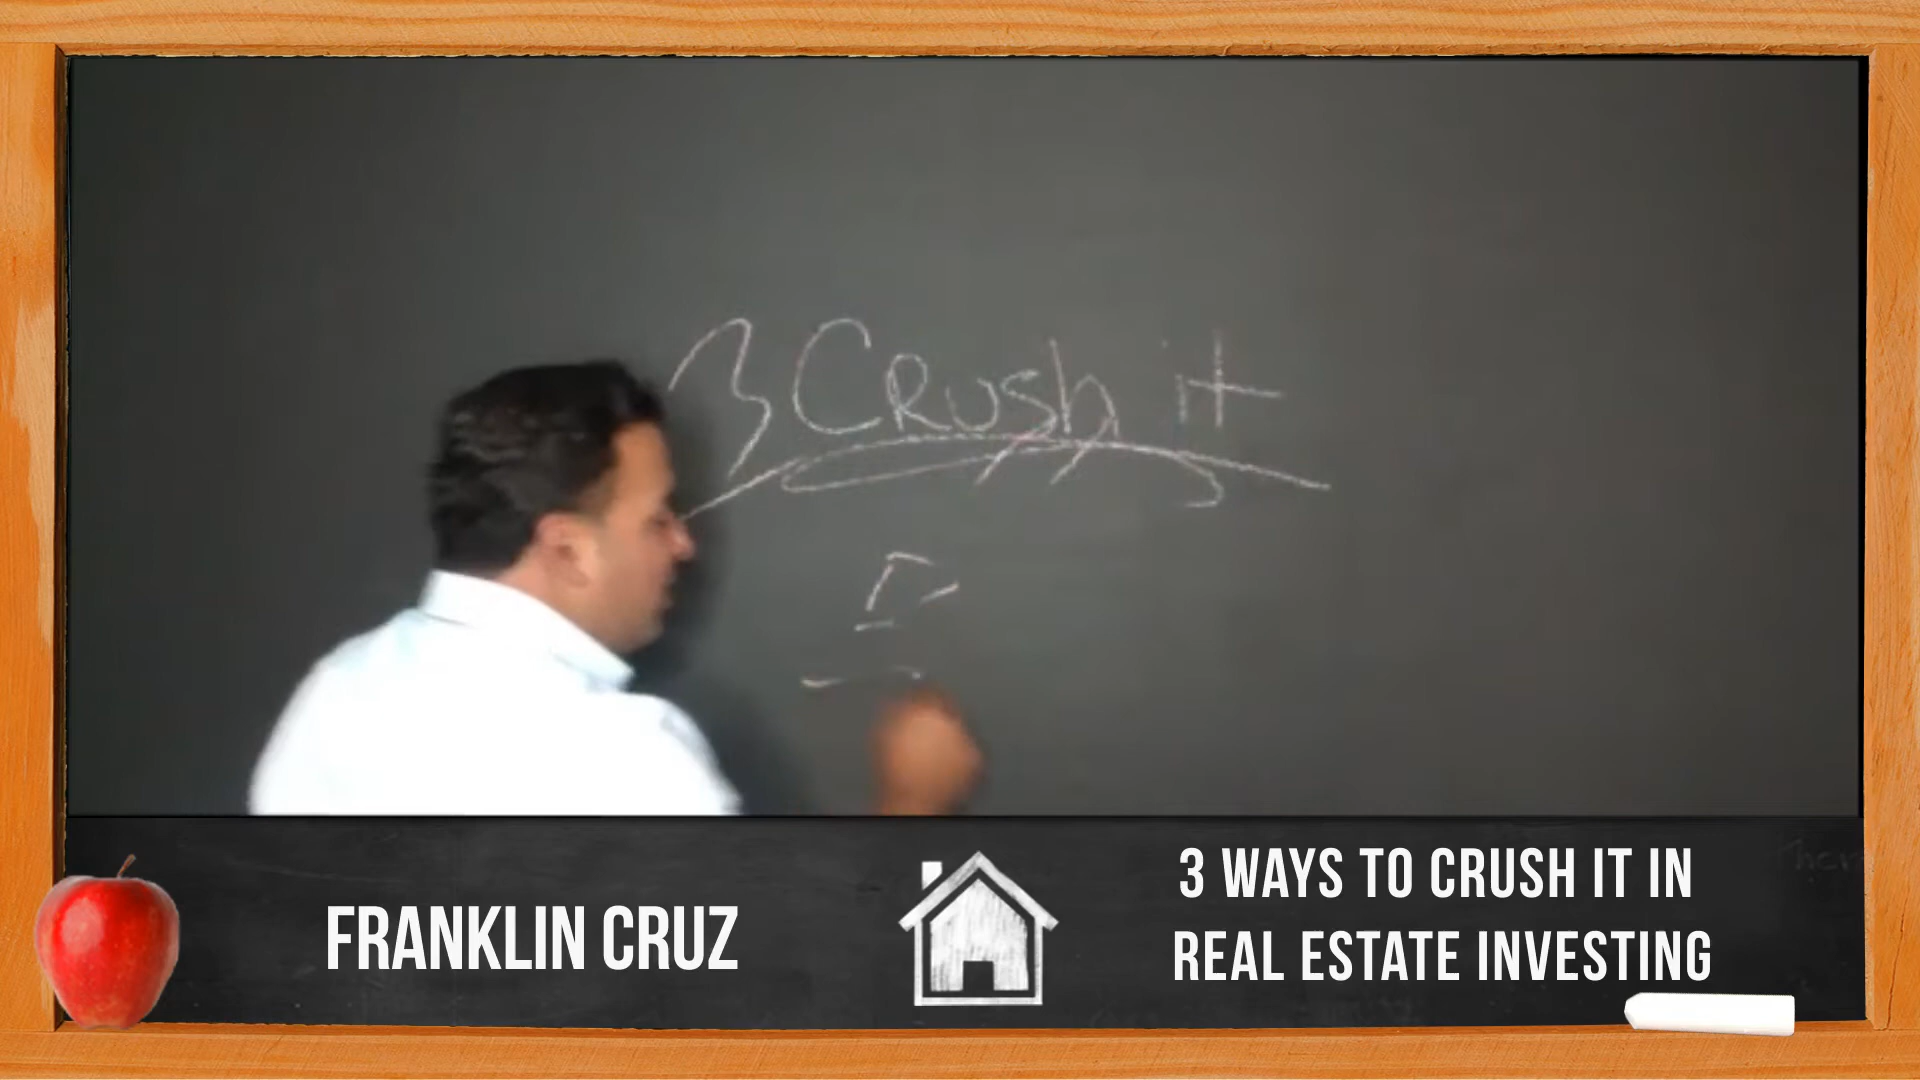 3 Crush it
FRANKLIN CRUZ
3 WAYS TO CRUSH IT IN
REAL ESTATE INVESTING